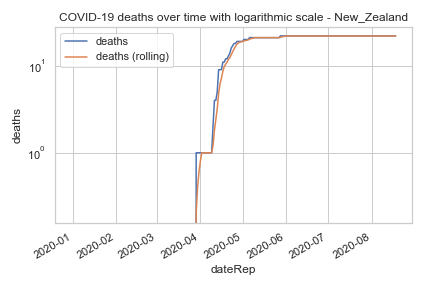 COVID-19 deaths over time with logarithmic scale - New_Zealand
deaths
deaths (rolling)
10¹
10⁰
deaths
2020-01
2020-02
2020-03
2020-04
2020-05
2020-06
2020-07
2020-08
dateRep